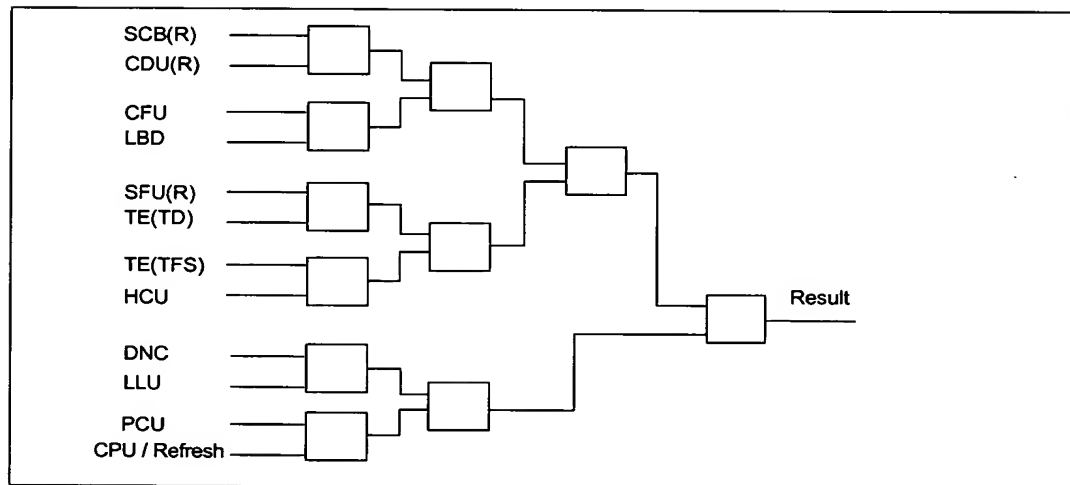 SCB(R)
CDU(R)
CFU
LBD
SFU(R)
TE(TD)
TE(TFS)
HCU
Result
DNC
LLU
PCU
CPU / Refresh